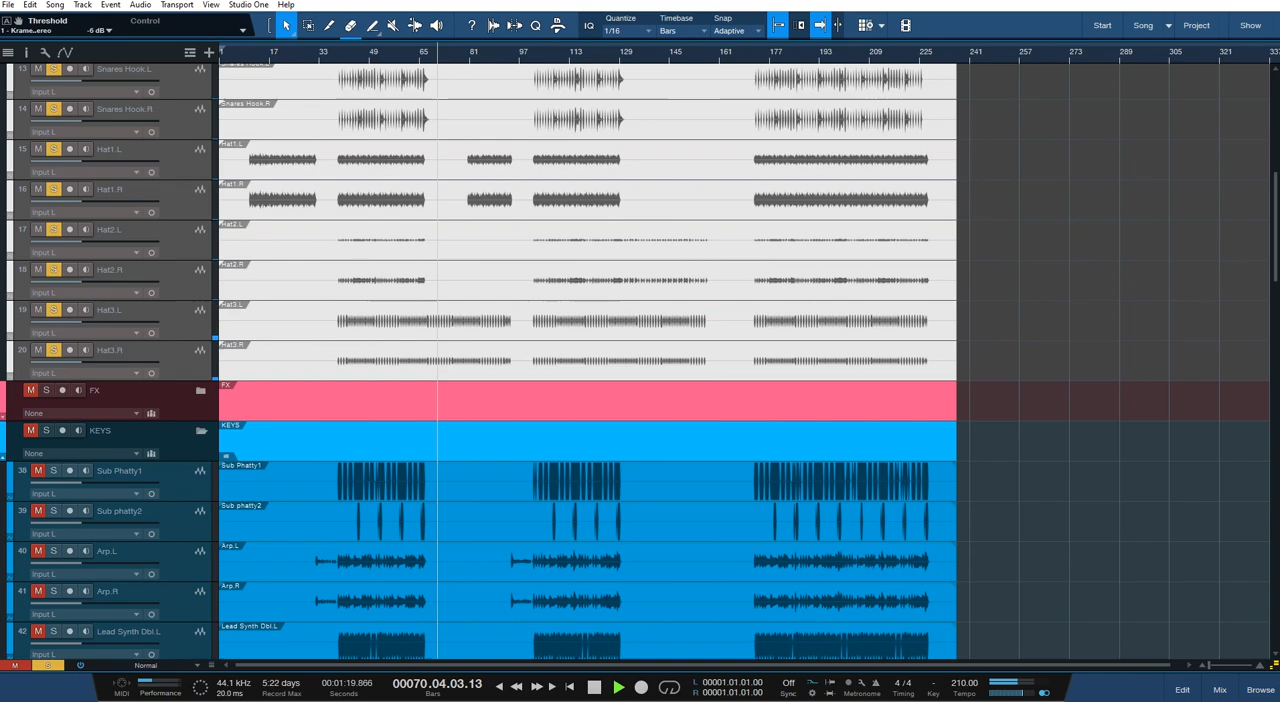 File Song Track Event Audio Transport View Studio One Help
Threshold Control
1 - Krame..ereo -6 dB
IQ Quantize Timebase Snap
1/16 Bars Adaptive
Start Song Project Show
17 33 49 65 81 97 113 129 145 161 177 193 209 225 241 257 273 289 305 321 337
13 M S Snares Hook.L
Input L
14 M S Snares Hook.R Snares Hook.R
Input L
15 M S Hat1.L Hat1.L
Input L
16 M S Hat1.R Hat1.R
Input L
17 M S Hat2.L Hat2.L
Input L
18 M S Hat2.R Hat2.R
Input L
19 M S Hat3.L Hat3.L
Input L
20 M S Hat3.R Hat3.R
Input L
M S FX FX
None
M S KEYS KEYS
None
38 M S Sub Phatty1 Sub Phatty1
Input L
39 M S Sub phatty2 Sub phatty2
Input L
40 M S Arp.L Arp.L
Input L
41 M S Arp.R Arp.R
Input L
42 M S Lead Synth Dbl.L Lead Synth Dbl.L
Input L
M S Normal
MIDI Performance
44.1 kHz 5:22 days 00:01:19.866 00070.04.03.13
20.0 ms Record Max Seconds Bars
L 00001.01.01.00 Off 4 / 4 - 210.00
R 00001.01.01.00 Sync Metronome Timing Key Tempo
Edit Mix Browse